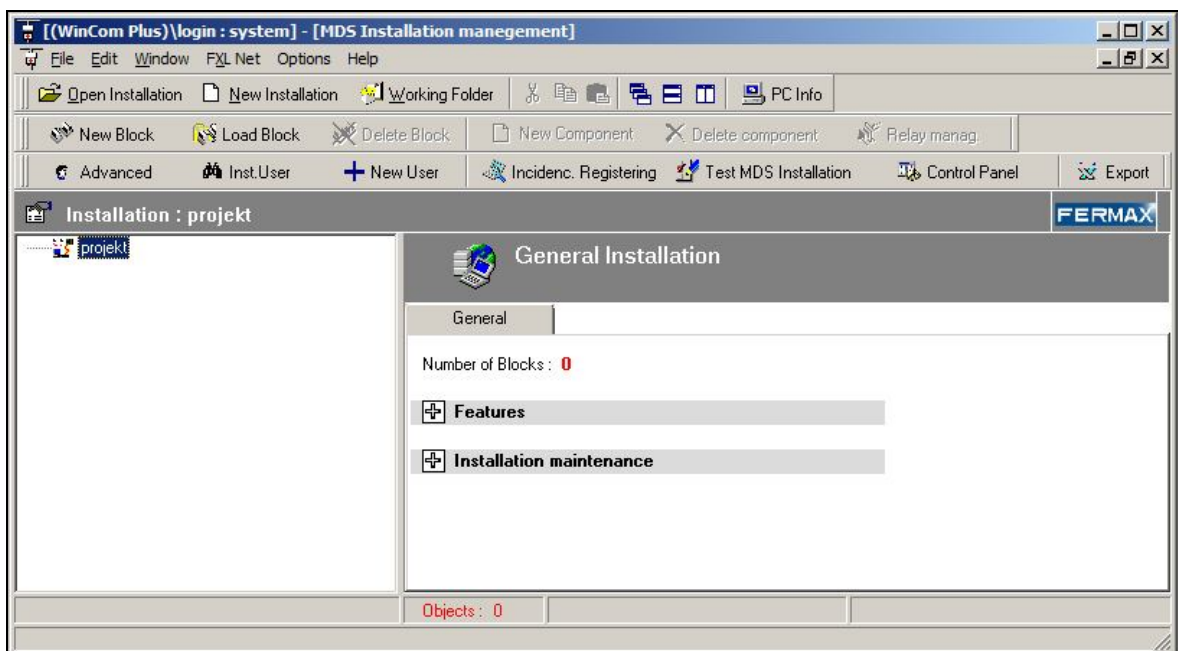 [(WinCom Plus)\login : system] - [MDS Installation manegement]
File Edit Window FXL Net Options Help
Open Installation New Installation Working Folder PC Info
New Block Load Block Delete Block New Component Delete component Relay manag.
Advanced Inst.User New User Incidenc. Registering Test MDS Installation Control Panel Export
Installation : projekt FERMAX
projekt
General Installation
General
Number of Blocks : 0
Features
Installation maintenance
Objects : 0